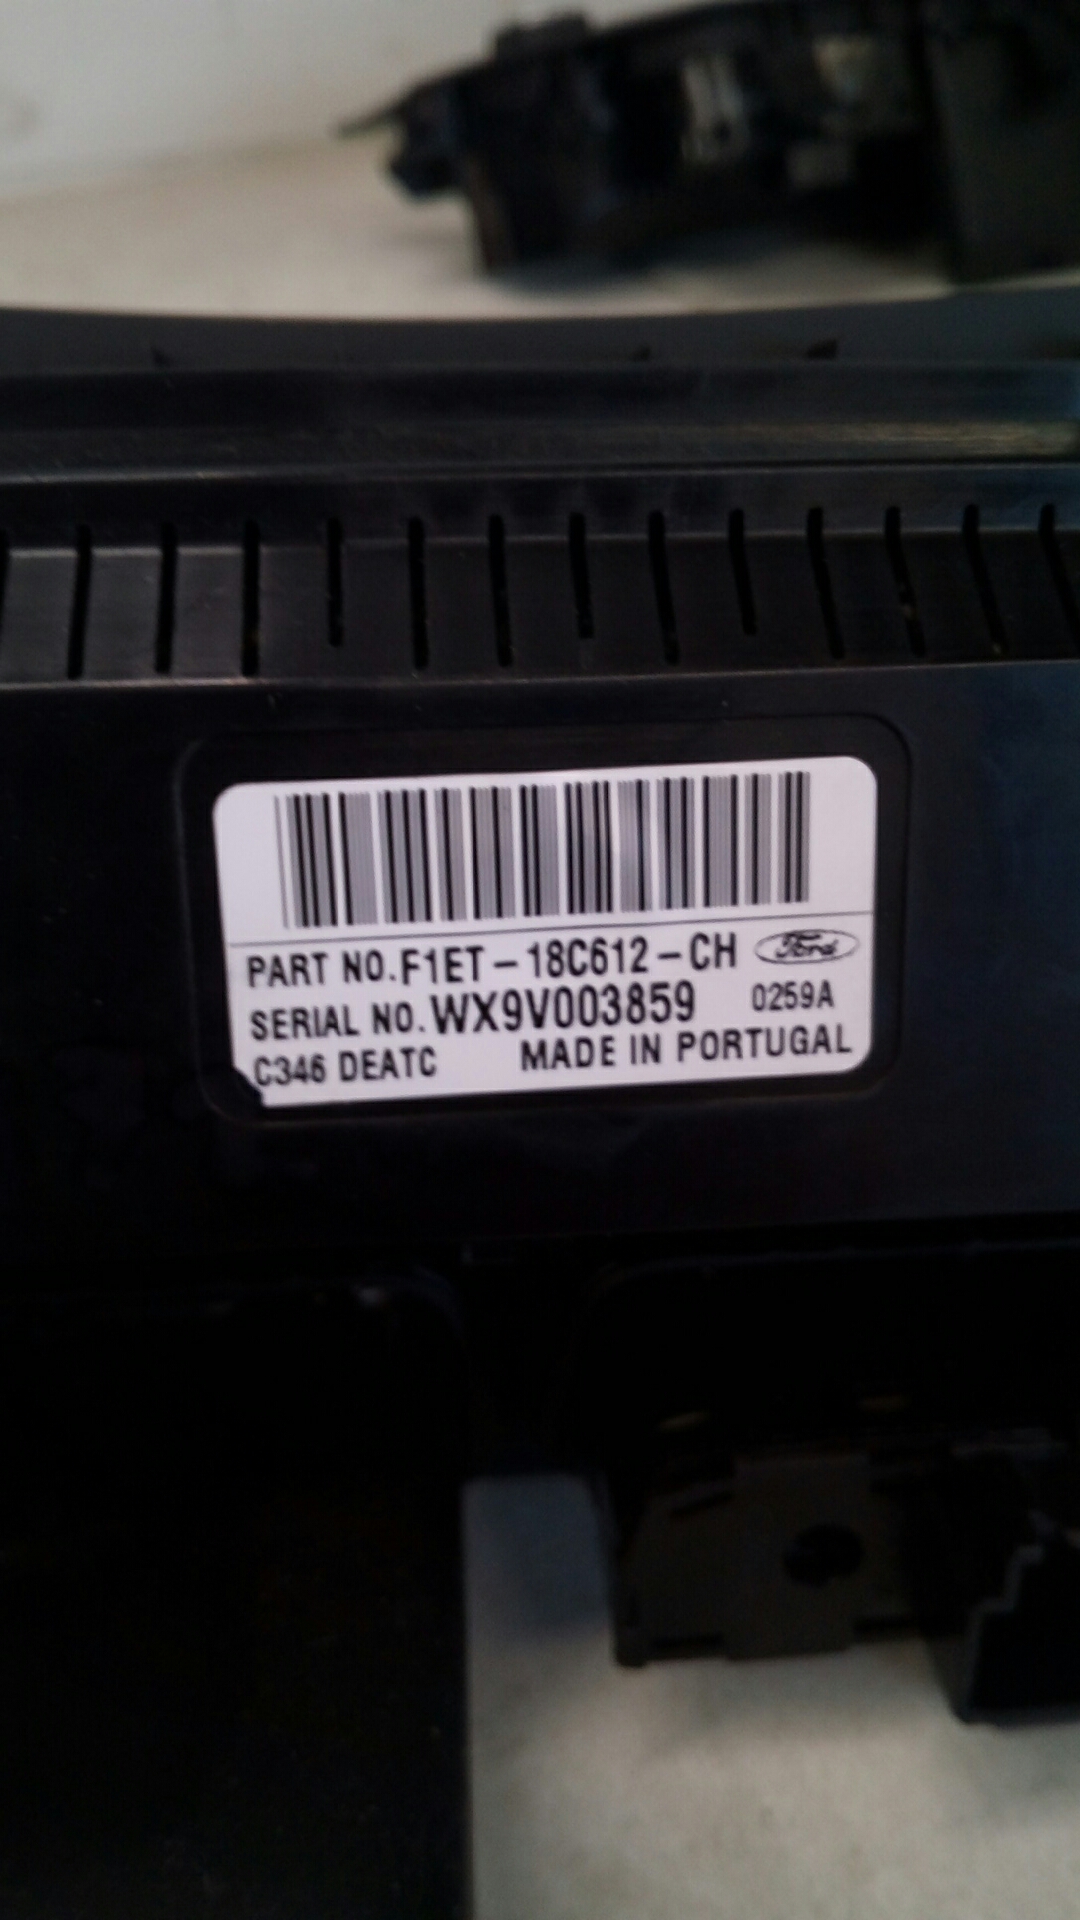 PART NO. F1ET-18C612-CH Ford
SERIAL NO. WX9V003859 0259A
C346 DEATC MADE IN PORTUGAL